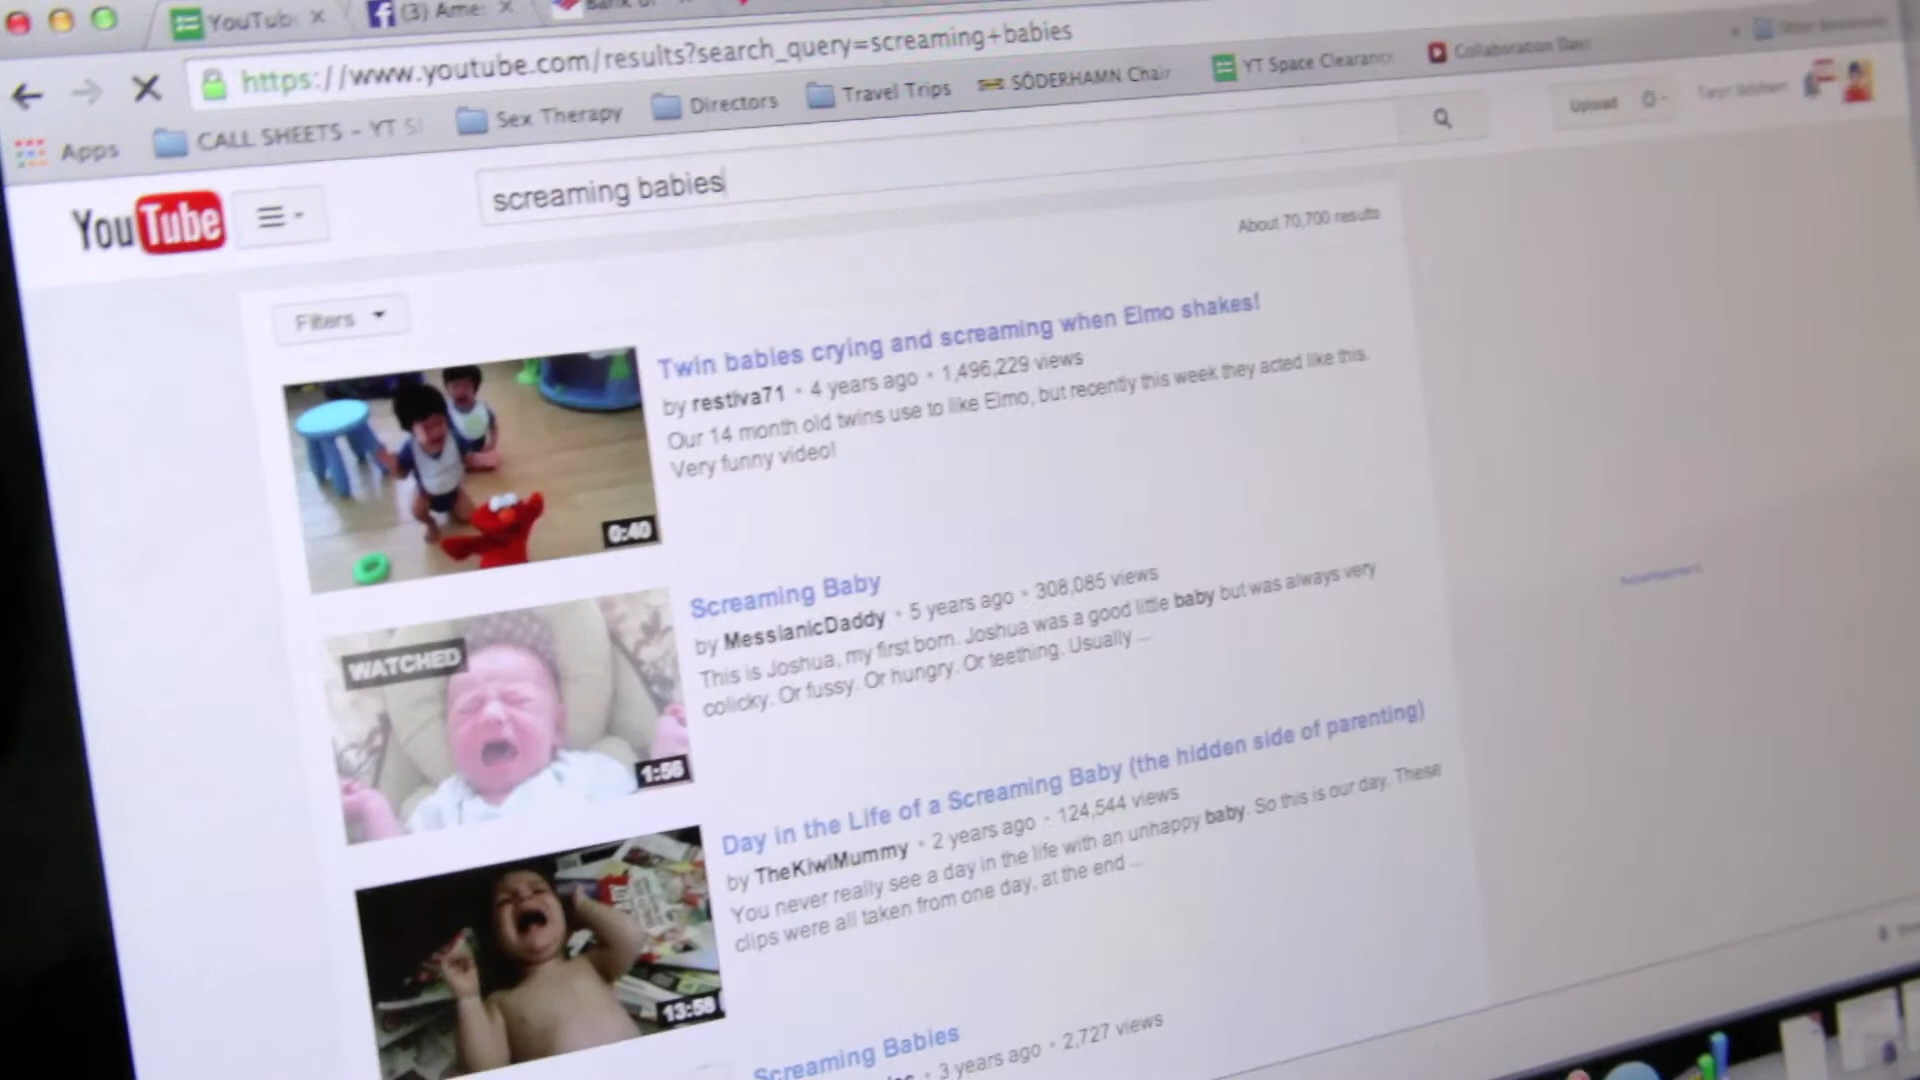 YouTub
(3) Ame
https://www.youtube.com/results?search_query=screaming+babies
Apps
CALL SHEETS - YT S
Sex Therapy
Directors
Travel Trips
SÖDERHAMN Chair
YT Space Clearance
Collaboration
Other Bookmarks
YouTube
screaming babies
Upload
About 70,700 results
Filters
Twin babies crying and screaming when Elmo shakes!
by restiva71 • 4 years ago • 1,496,229 views
Our 14 month old twins use to like Elmo, but recently this week they acted like this.
Very funny video!
0:40
Screaming Baby
by MessianicDaddy • 5 years ago • 308,085 views
This is Joshua, my first born. Joshua was a good little baby but was always very
colicky. Or fussy. Or hungry. Or teething. Usually ...
WATCHED
1:56
Day in the Life of a Screaming Baby (the hidden side of parenting)
by TheKiwiMummy • 2 years ago • 124,544 views
You never really see a day in the life with an unhappy baby. So this is our day. These
clips were all taken from one day, at the end ...
13:58
Screaming Babies
• 3 years ago • 2,727 views